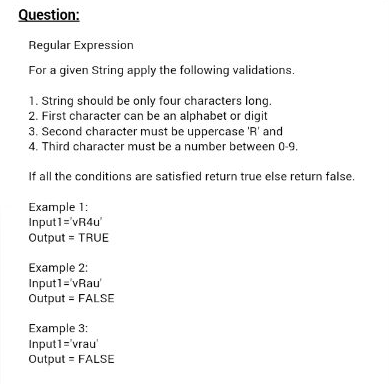 Question:
Regular Expression
For a given String apply the following validations.
1. String should be only four characters long.
2. First character can be an alphabet or digit
3. Second character must be uppercase 'R' and
4. Third character must be a number between 0-9.
If all the conditions are satisfied return true else return false.
Example 1:
Input1='vR4u'
Output = TRUE
Example 2:
Input1='vRau'
Output = FALSE
Example 3:
Input1='vrau'
Output = FALSE